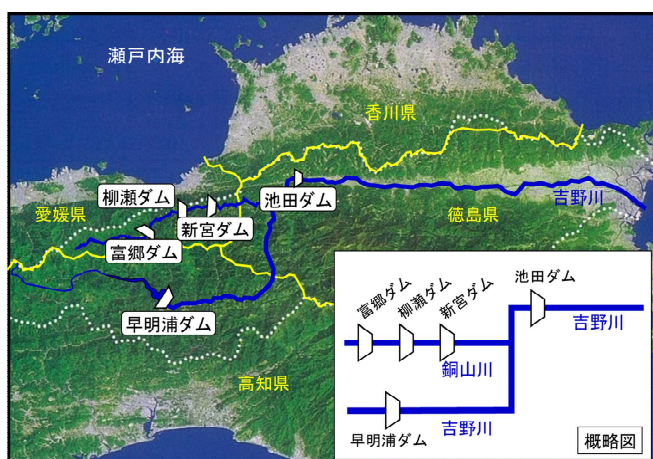 瀬戸内海
香川県
柳瀬ダム
池田ダム
愛媛県
新宮ダム
徳島県
吉野川
富郷ダム
早明浦ダム
高知県
富郷ダム
柳瀬ダム
新宮ダム
池田ダム
吉野川
銅山川
早明浦ダム
吉野川
概略図